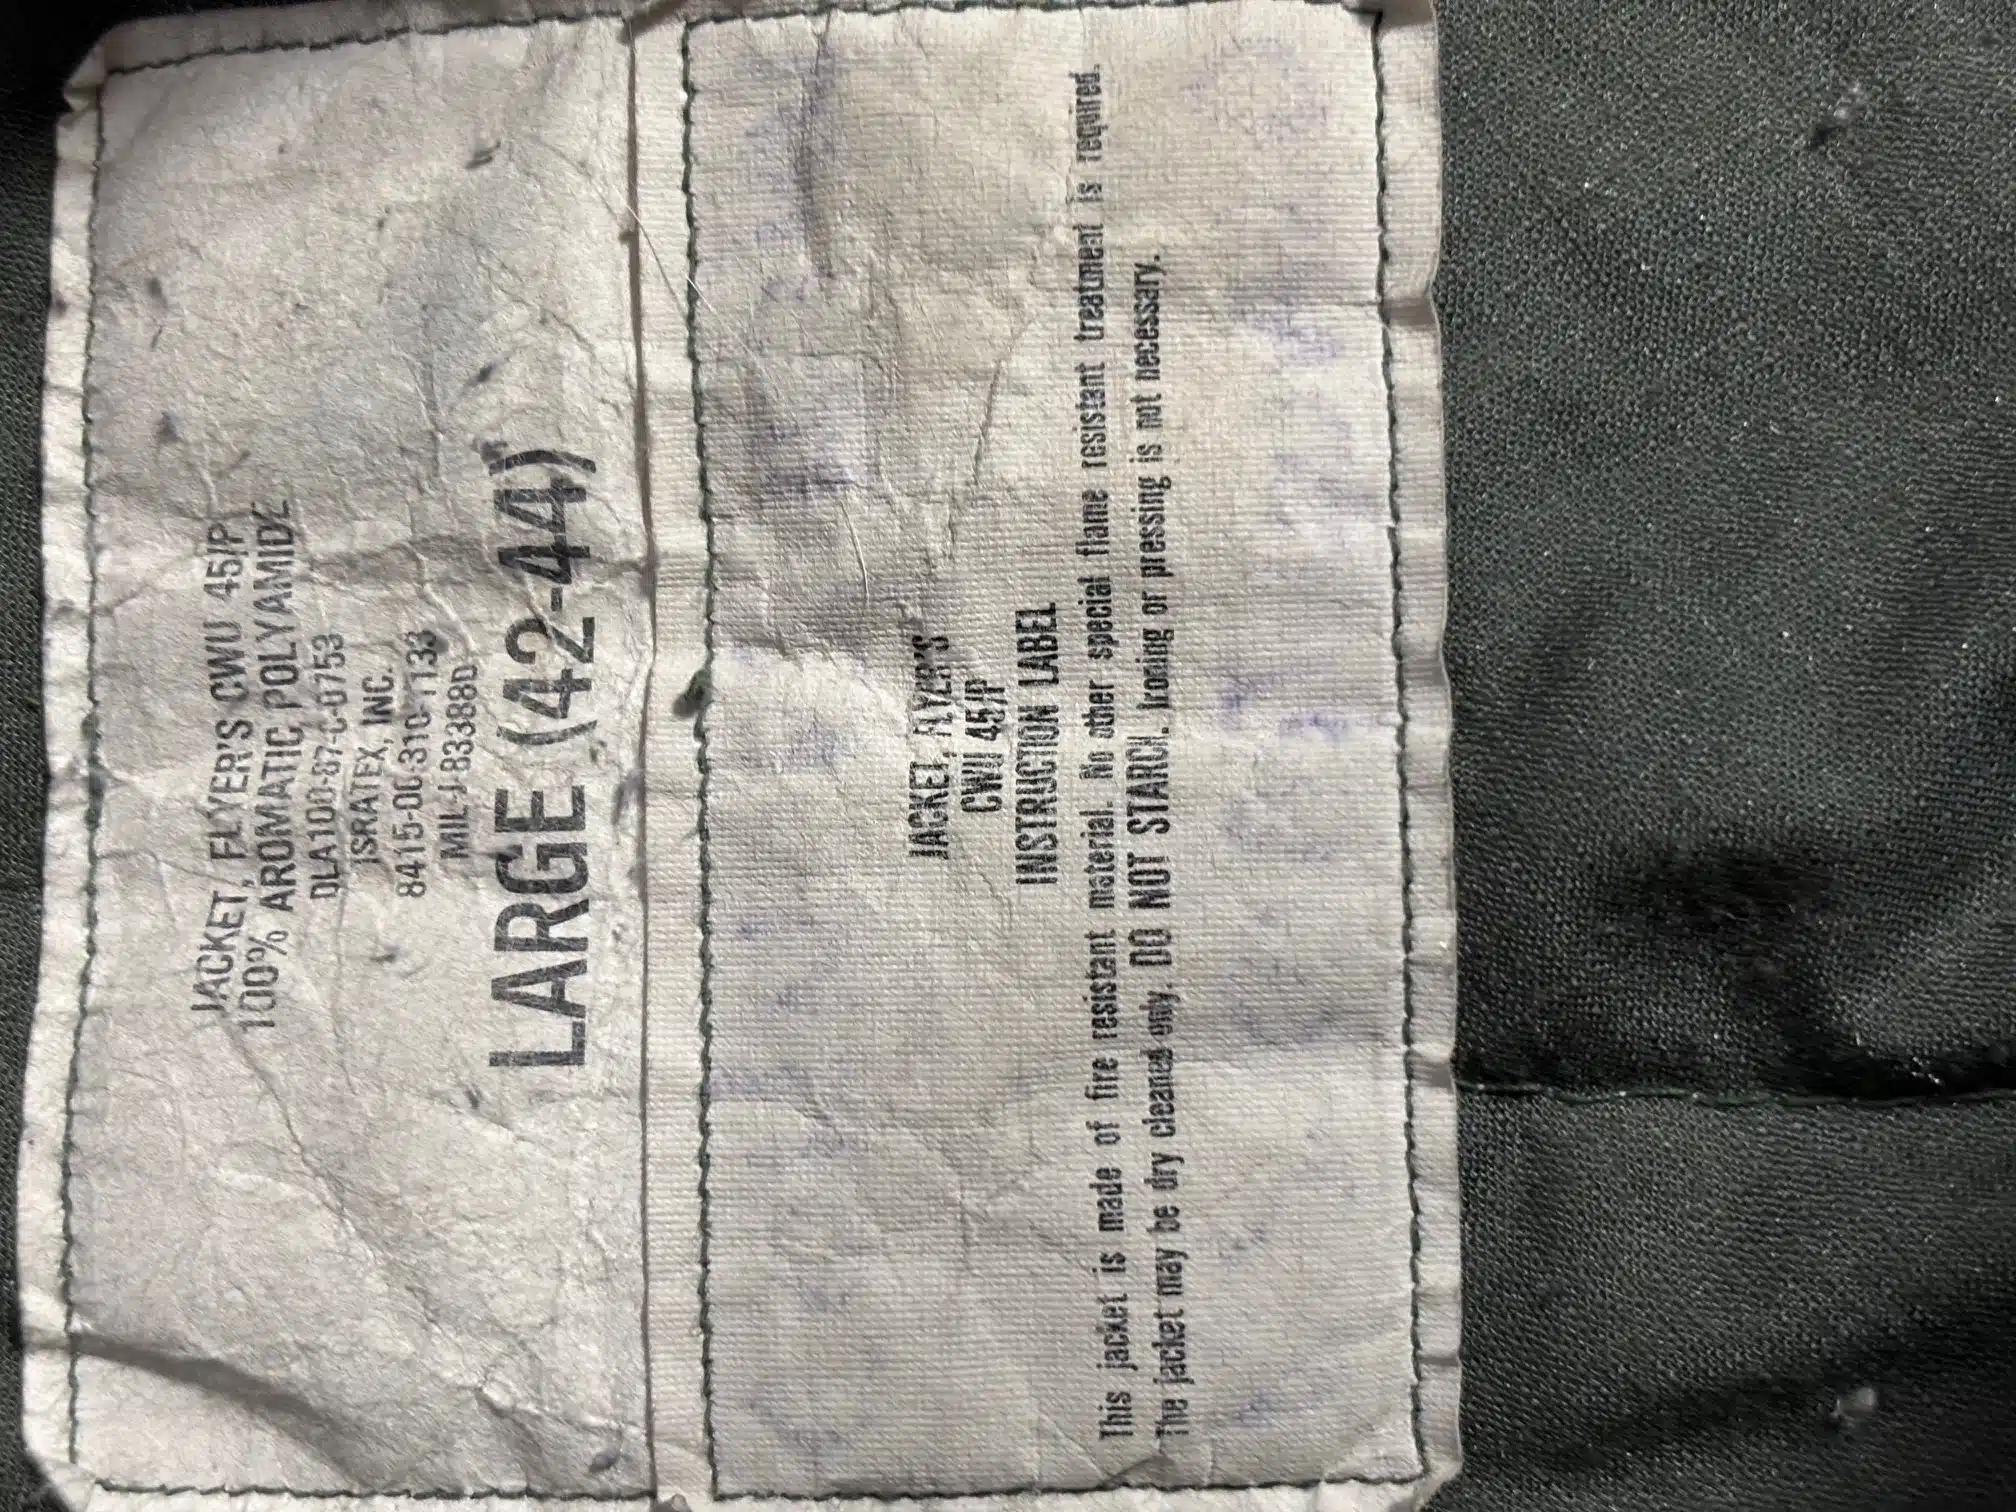 JACKET, FLYER'S CWU 45/P
100% AROMATIC POLYAMIDE
DLA100-87-C-0753
ISRATEX, INC.
8415-00-310-1133
MIL-J-83388D
LARGE (42-44)
JACKET, FLYER'S
CWU 45/P
INSTRUCTION LABEL
This jacket is made of fire resistant material. No other special flame resistant treatment is required.
The jacket may be dry cleaned only. DO NOT STARCH. Ironing or pressing is not necessary.